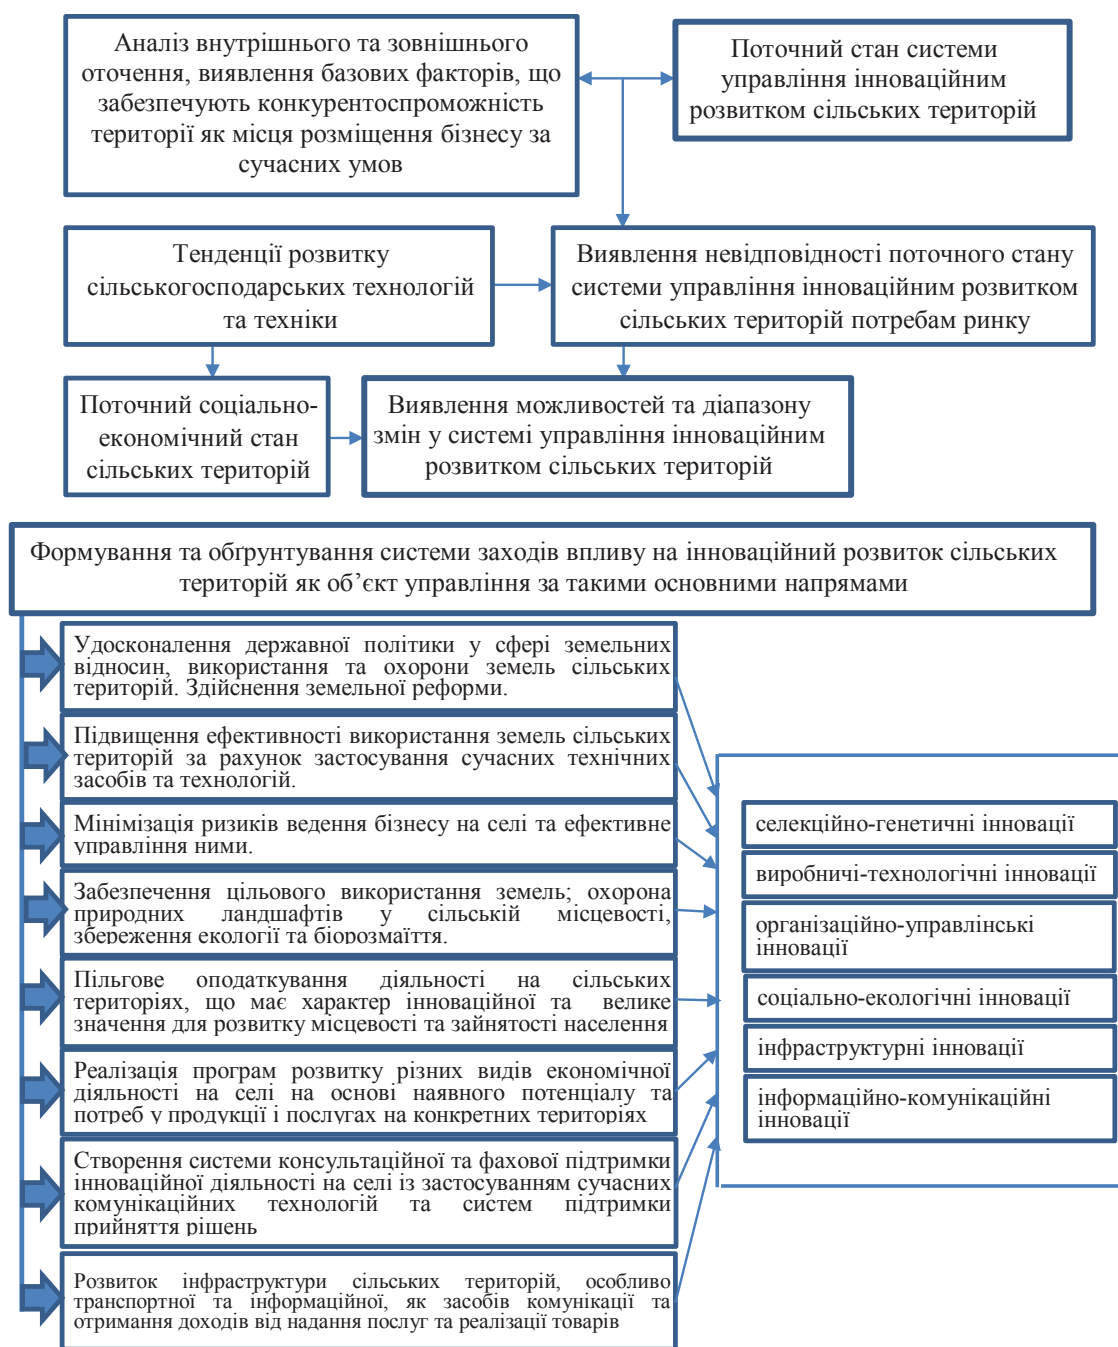 Аналіз внутрішнього та зовнішнього
оточення, виявлення базових факторів, що
забезпечують конкурентоспроможність
території як місця розміщення бізнесу за
сучасних умов
Поточний стан системи
управління інноваційним
розвитком сільських територій
Тенденції розвитку
сільськогосподарських технологій
та техніки
Виявлення невідповідності поточного стану
системи управління інноваційним розвитком
сільських територій потребам ринку
Поточний соціально-
економічний стан
сільських територій
Виявлення можливостей та діапазону
змін у системі управління інноваційним
розвитком сільських територій
Формування та обґрунтування системи заходів впливу на інноваційний розвиток сільських
територій як об’єкт управління за такими основними напрямами
Удосконалення державної політики у сфері земельних
відносин, використання та охорони земель сільських
територій. Здійснення земельної реформи.
Підвищення ефективності використання земель сільських
територій за рахунок застосування сучасних технічних
засобів та технологій.
Мінімізація ризиків ведення бізнесу на селі та ефективне
управління ними.
Забезпечення цільового використання земель; охорона
природних ландшафтів у сільській місцевості,
збереження екології та біорозмаїття.
Пільгове оподаткування діяльності на сільських
територіях, що має характер інноваційної та велике
значення для розвитку місцевості та зайнятості населення
Реалізація програм розвитку різних видів економічної
діяльності на селі на основі наявного потенціалу та
потреб у продукції і послугах на конкретних територіях
Створення системи консультаційної та фахової підтримки
інноваційної діяльності на селі із застосуванням сучасних
комунікаційних технологій та систем підтримки
прийняття рішень
Розвиток інфраструктури сільських територій, особливо
транспортної та інформаційної, як засобів комунікації та
отримання доходів від надання послуг та реалізації товарів
селекційно-генетичні інновації
виробничі-технологічні інновації
організаційно-управлінські
інновації
соціально-екологічні інновації
інфраструктурні інновації
інформаційно-комунікаційні
інновації